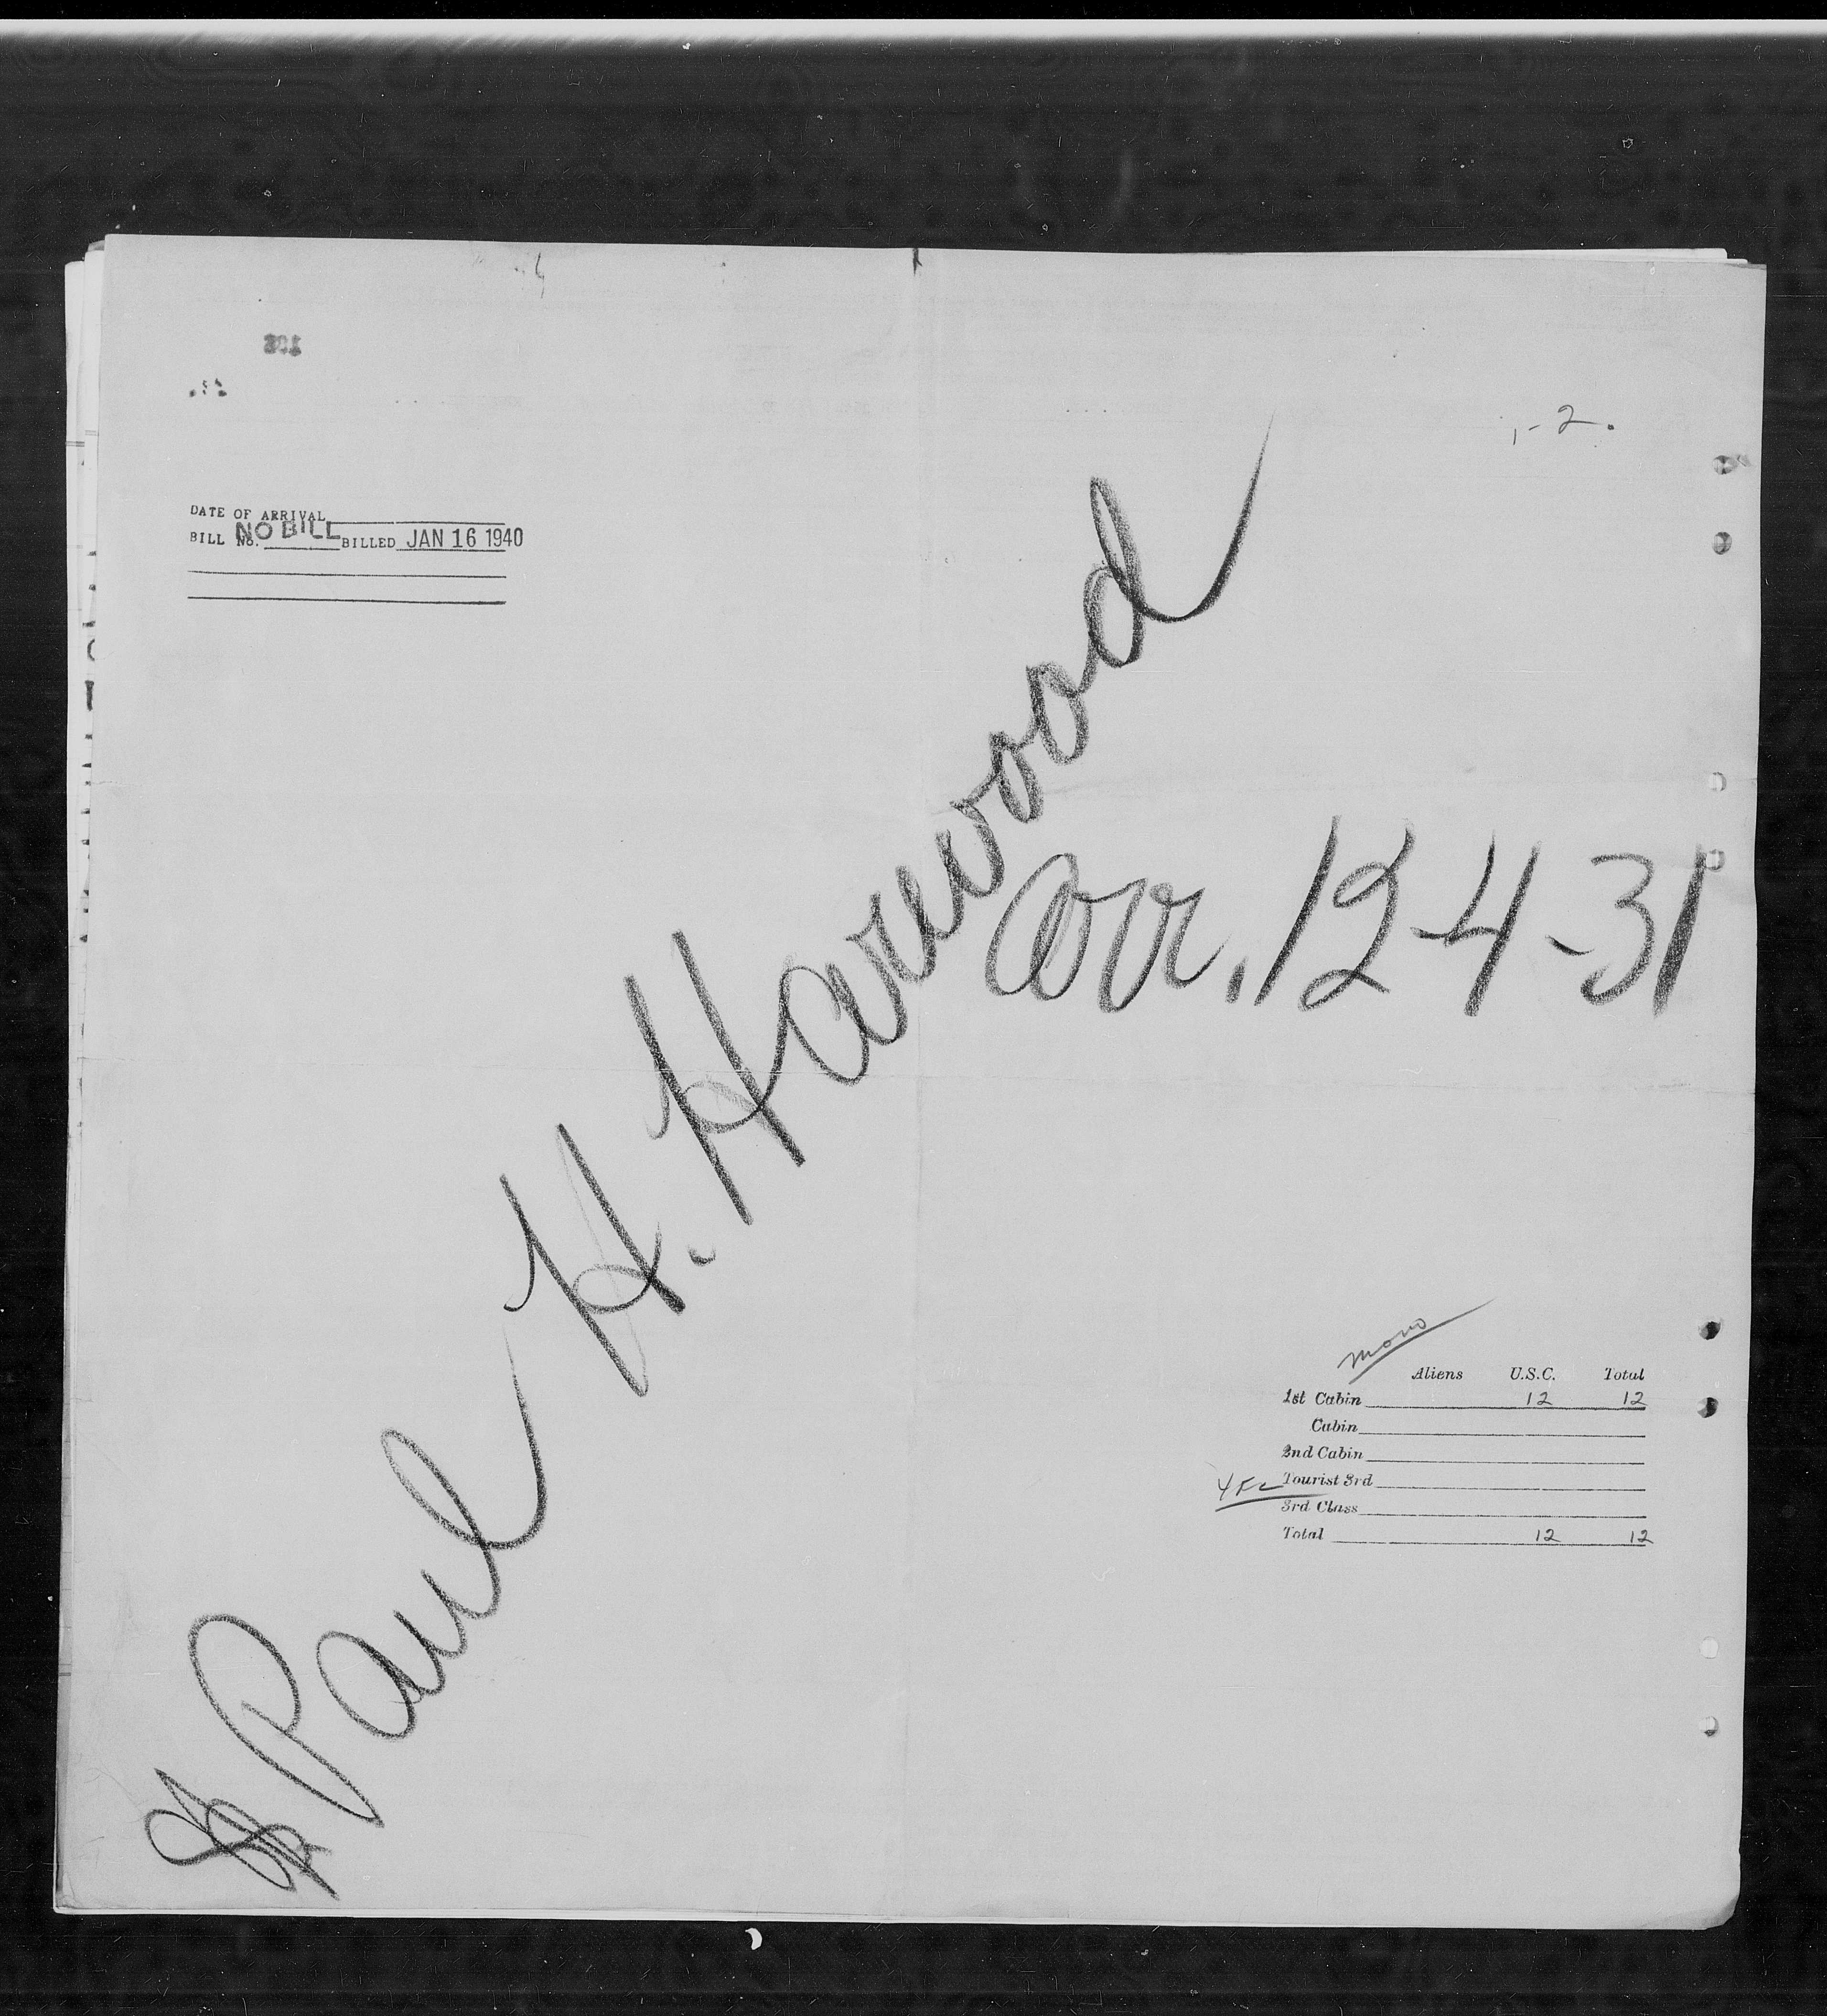 - 2.
DATE OF ARRIVAL
BILL No. NO BILL BILLED JAN 16 1940
SS Paul H. Harwood
Arr. 12-4-31
Aliens U.S.C. Total
1st Cabin 12 12
Cabin
2nd Cabin
Tourist 3rd
3rd Class
Total 12 12